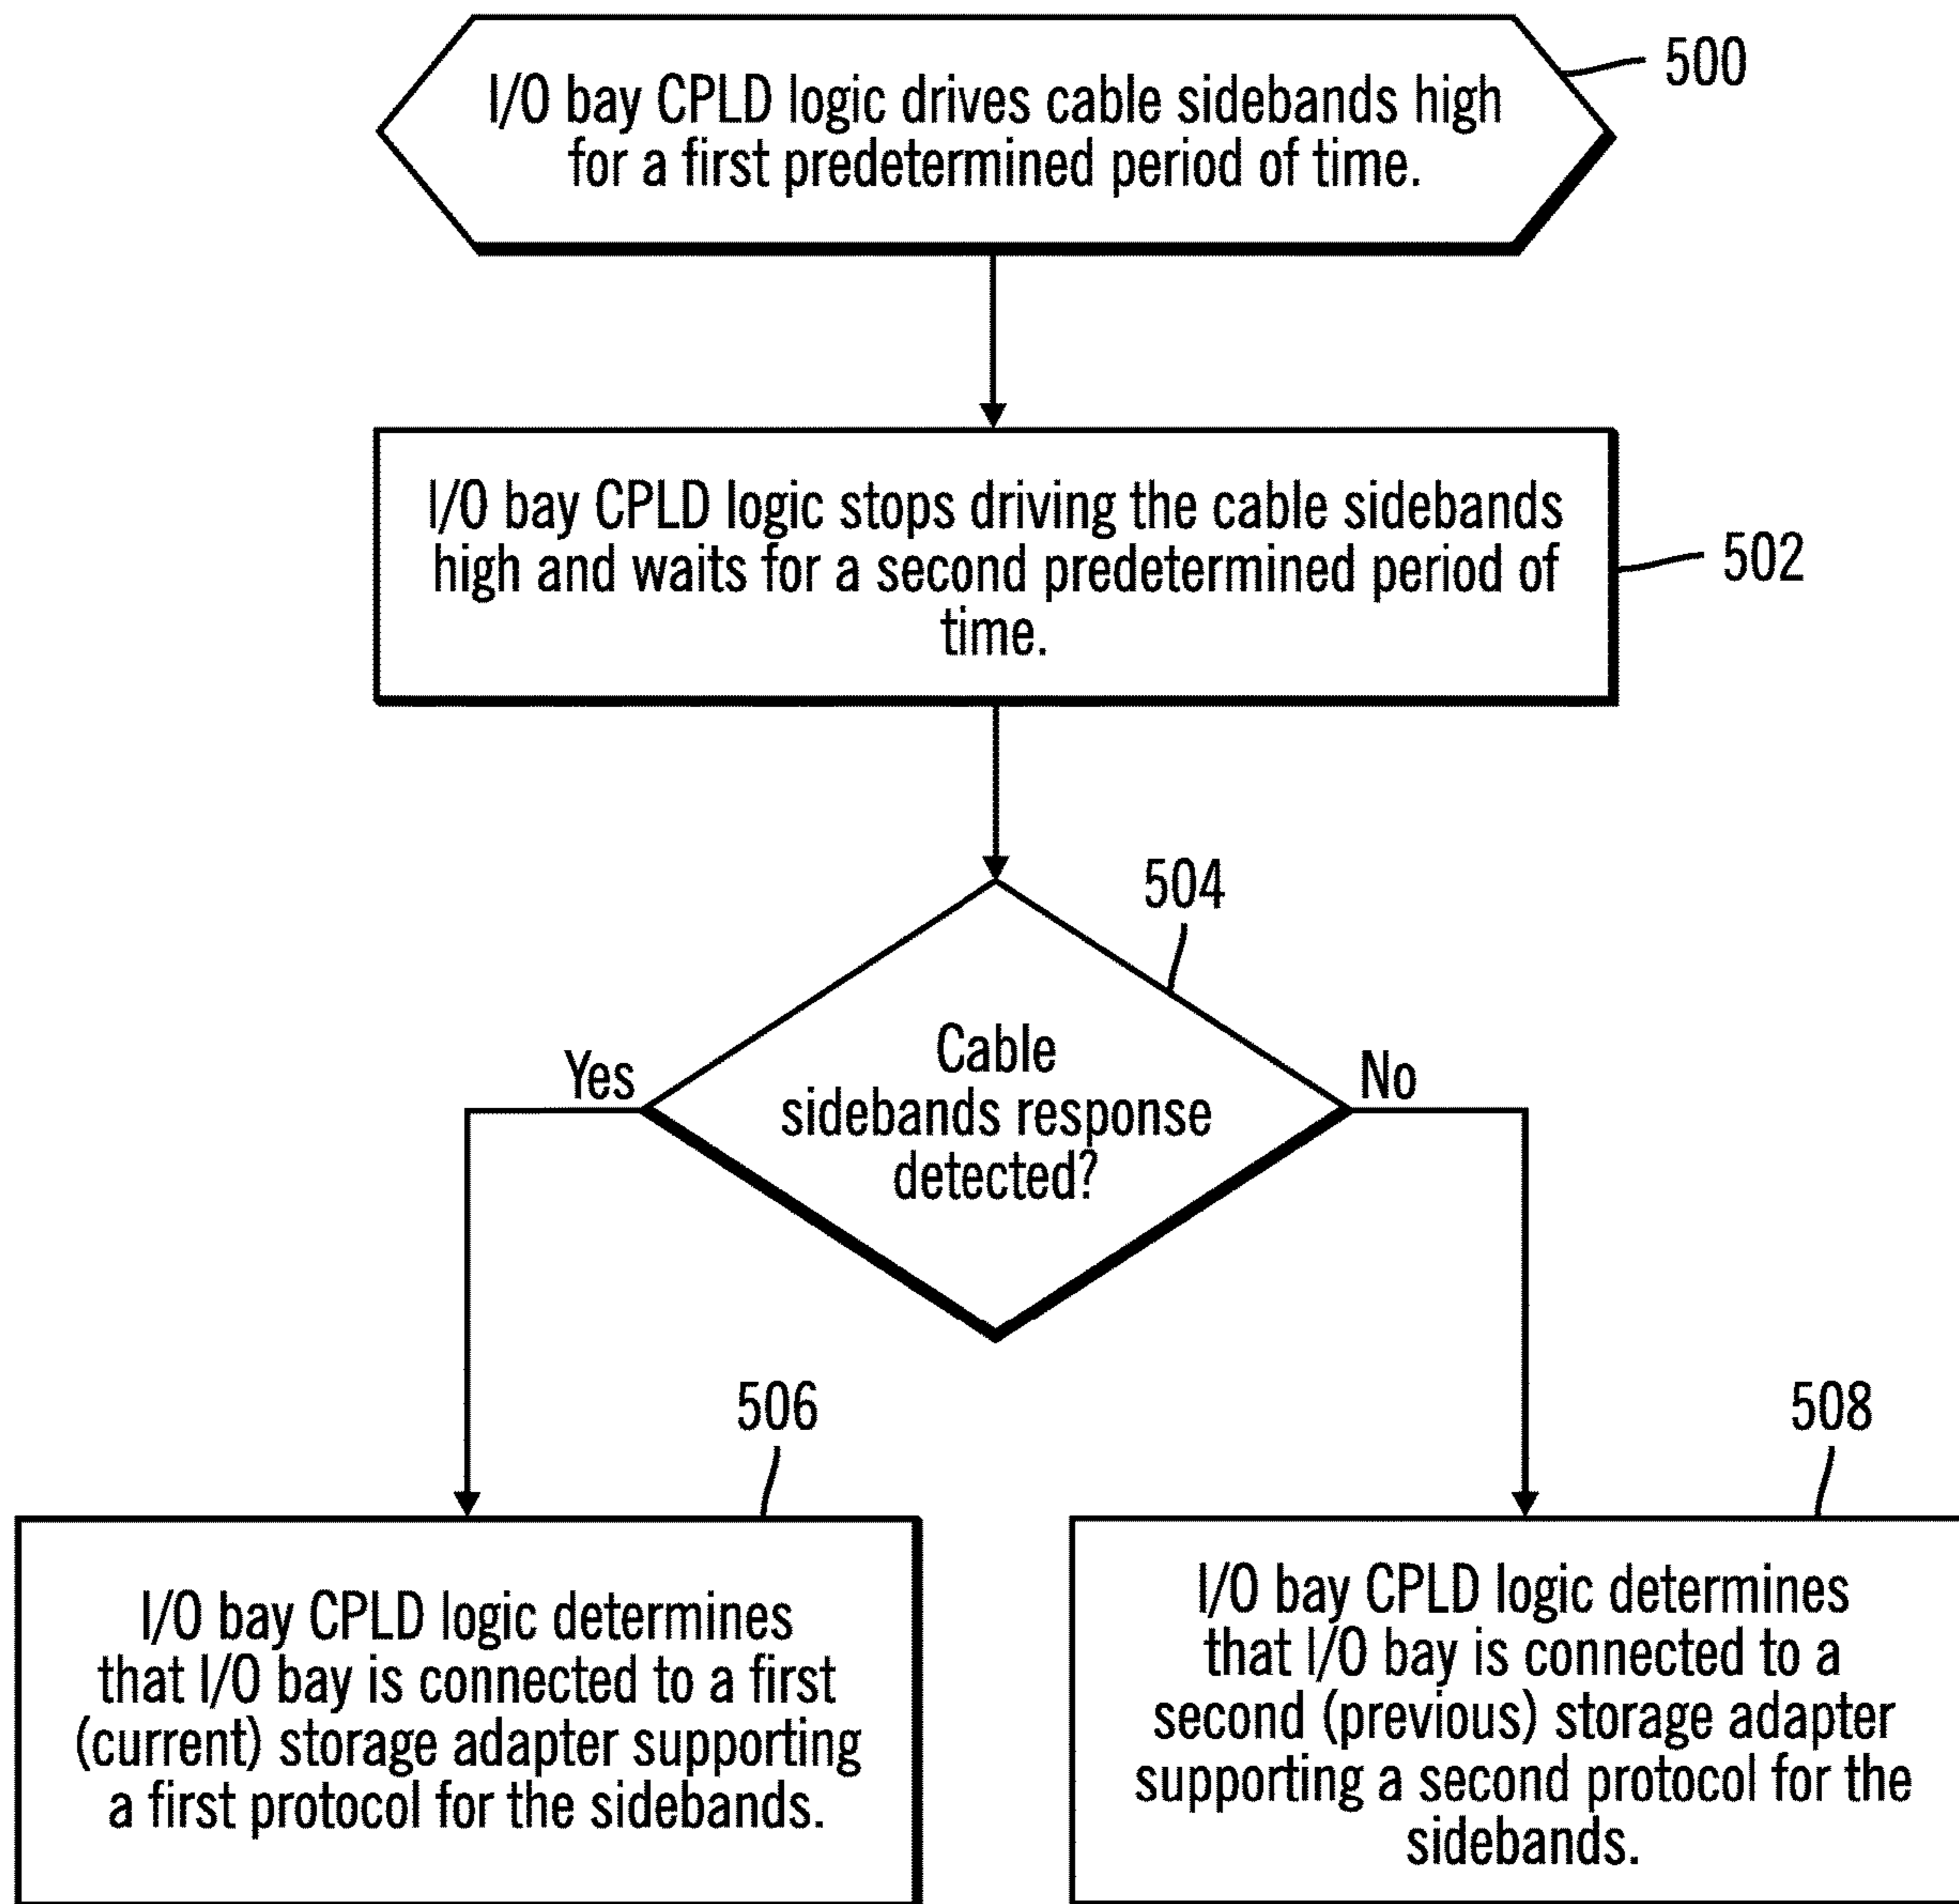 I/O bay CPLD logic drives cable sidebands high
for a first predetermined period of time.
500
I/O bay CPLD logic stops driving the cable sidebands
high and waits for a second predetermined period of
time.
502
504
Cable
sidebands response
detected?
Yes
No
506
508
I/O bay CPLD logic determines
that I/O bay is connected to a first
(current) storage adapter supporting
a first protocol for the sidebands.
I/O bay CPLD logic determines
that I/O bay is connected to a
second (previous) storage adapter
supporting a second protocol for the
sidebands.